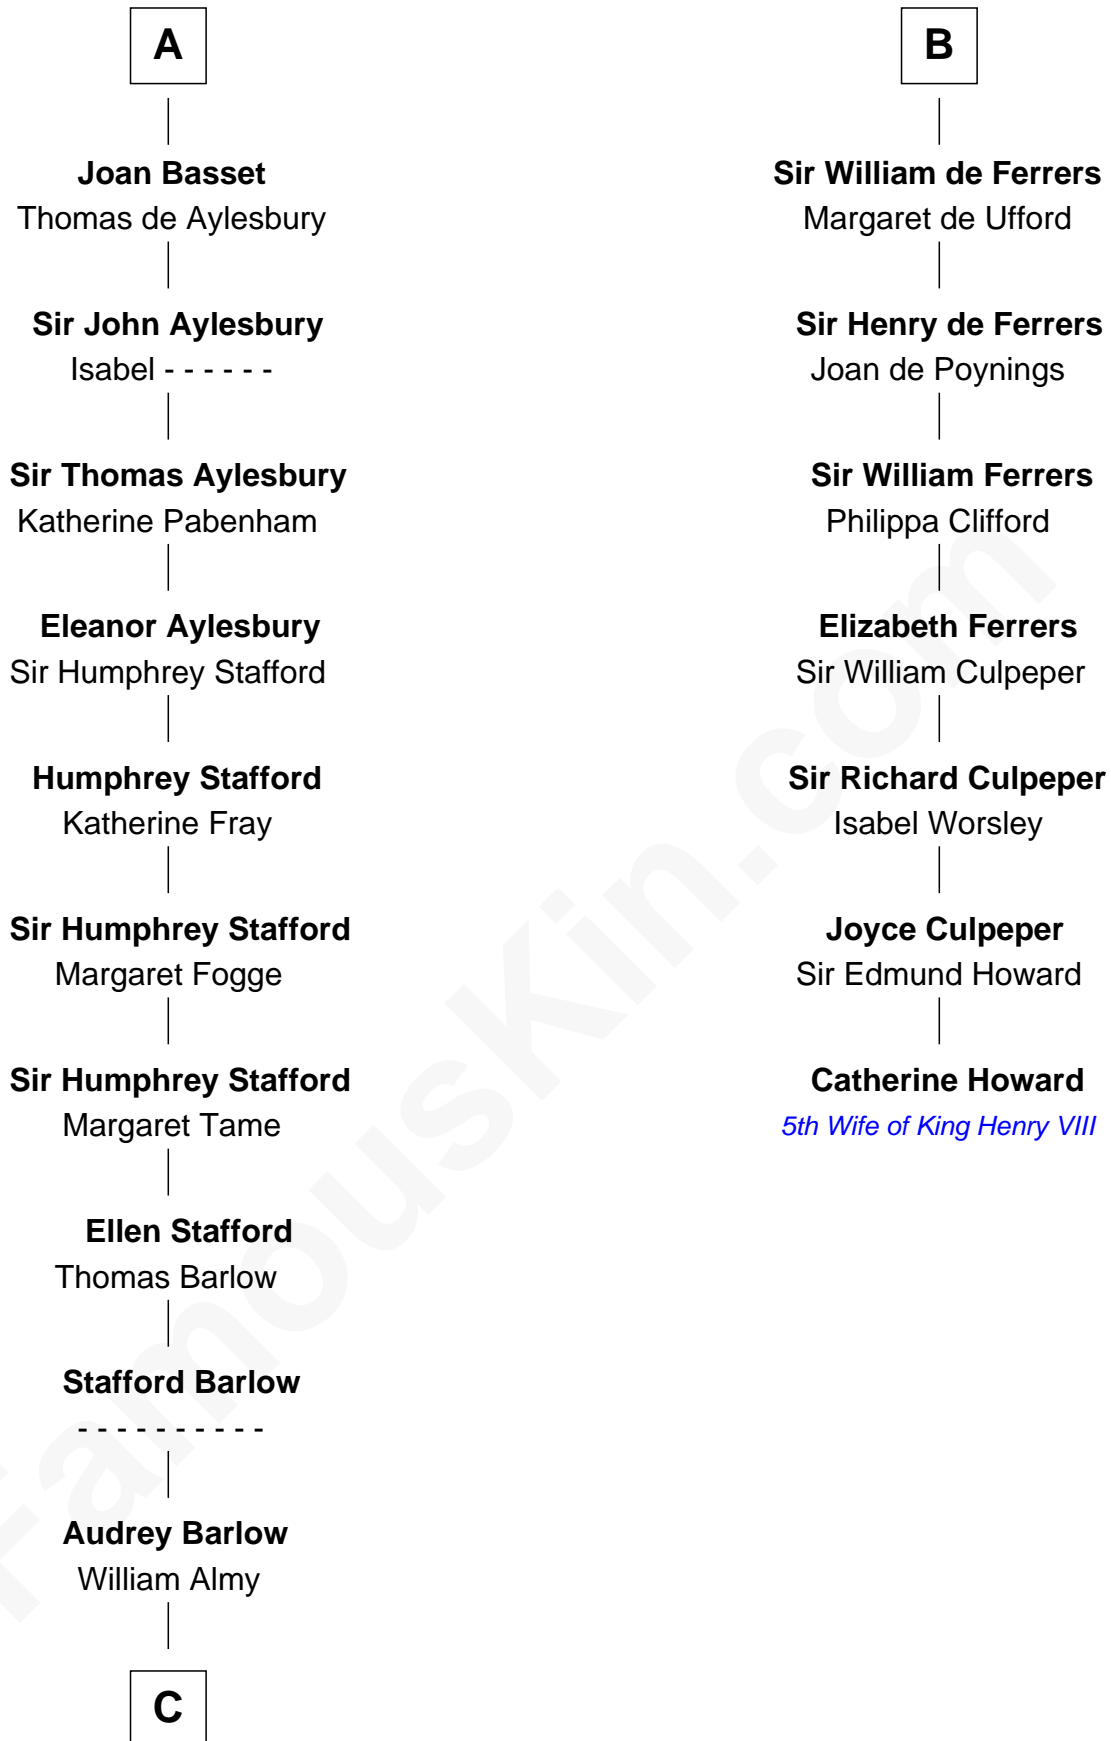 A
Joan Basset
Thomas de Aylesbury
Sir John Aylesbury
Isabel - - - - - -
Sir Thomas Aylesbury
Katherine Pabenham
Eleanor Aylesbury
Sir Humphrey Stafford
Humphrey Stafford
Katherine Fray
Sir Humphrey Stafford
Margaret Fogge
Sir Humphrey Stafford
Margaret Tame
Ellen Stafford
Thomas Barlow
Stafford Barlow
- - - - - - - - - -
Audrey Barlow
William Almy
C
B
Sir William de Ferrers
Margaret de Ufford
Sir Henry de Ferrers
Joan de Poynings
Sir William Ferrers
Philippa Clifford
Elizabeth Ferrers
Sir William Culpeper
Sir Richard Culpeper
Isabel Worsley
Joyce Culpeper
Sir Edmund Howard
Catherine Howard
5th Wife of King Henry VIII
FamousKin.com